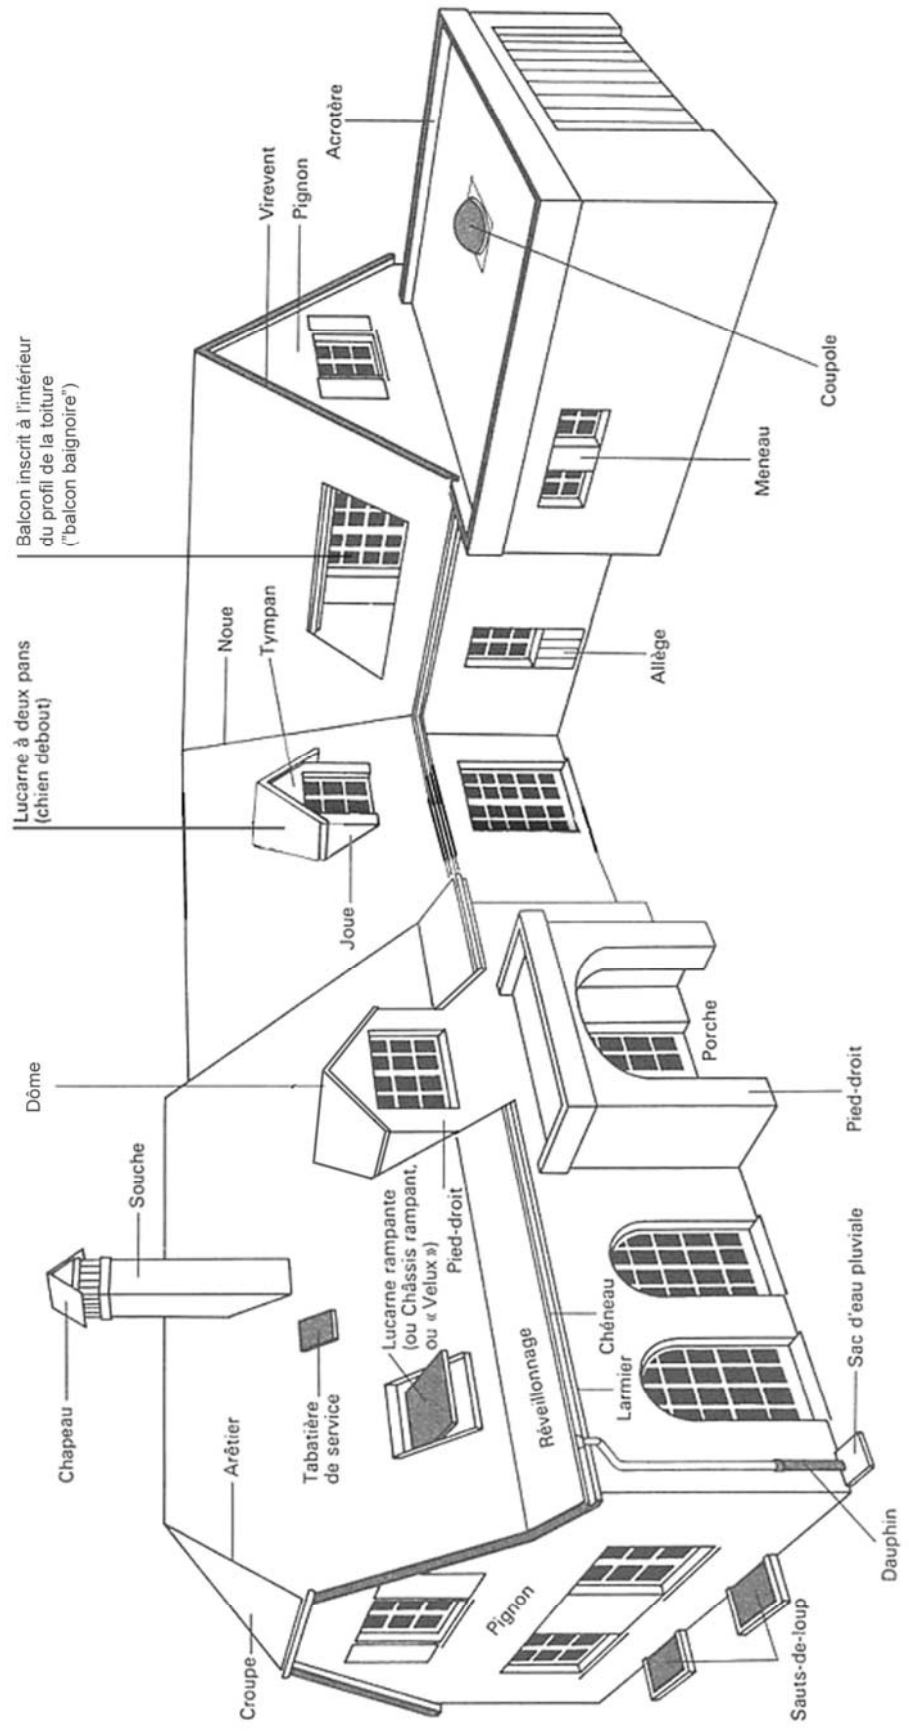 Chapeau
Souche
Dôme
Lucarne à deux pans
(chien debout)
Balcon inscrit à l'intérieur
du profil de la toiture
("balcon baignoire")
Croupe
Arêtier
Tabatière
de service
Lucarne rampante
(ou Châssis rampant,
ou « Velux »)
Pied-droit
Joue
Noue
Tympan
Virevent
Pignon
Acrotère
Pignon
Réveillonnage
Larmier
Chéneau
Porche
Allège
Meneau
Coupole
Sauts-de-loup
Dauphin
Sac d'eau pluviale
Pied-droit